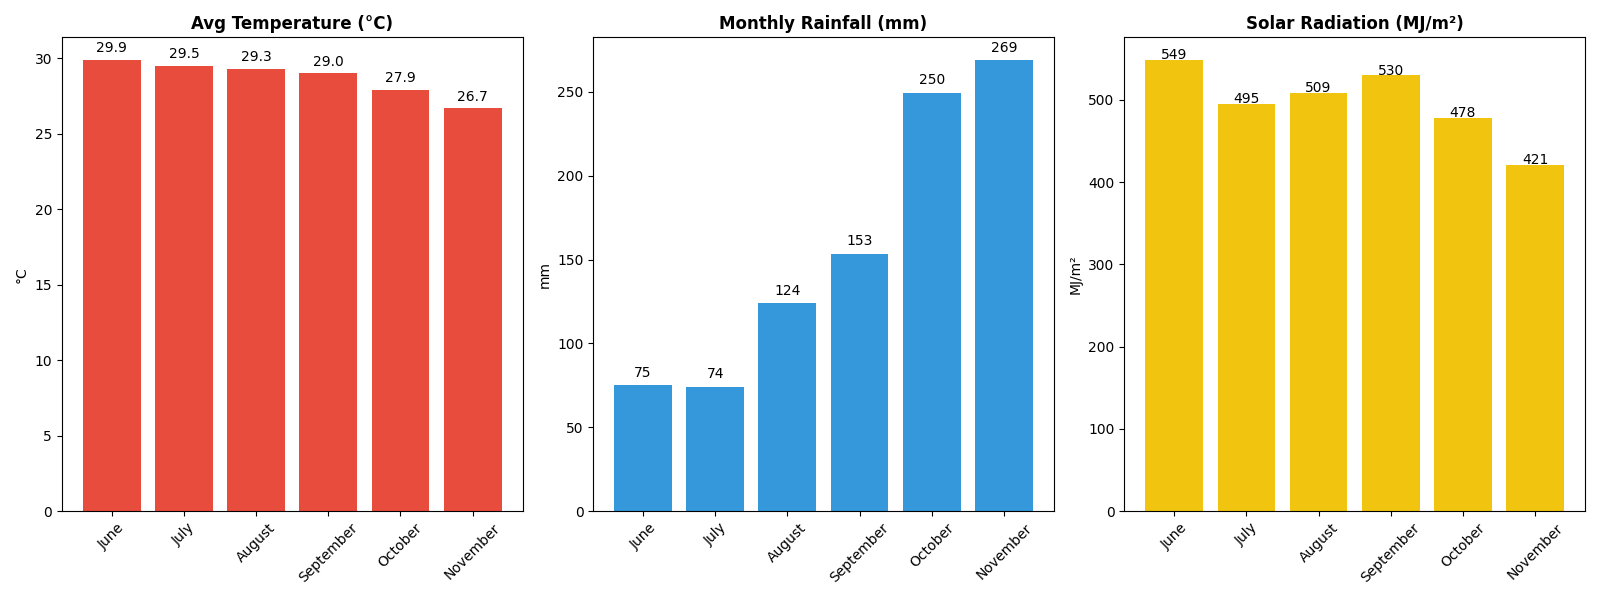 Avg Temperature (°C)
°C
30
25
20
15
10
5
0
29.9
29.5
29.3
29.0
27.9
26.7
June
July
August
September
October
November
Monthly Rainfall (mm)
mm
250
200
150
100
50
0
75
74
124
153
250
269
June
July
August
September
October
November
Solar Radiation (MJ/m²)
MJ/m²
500
400
300
200
100
0
549
495
509
530
478
421
June
July
August
September
October
November